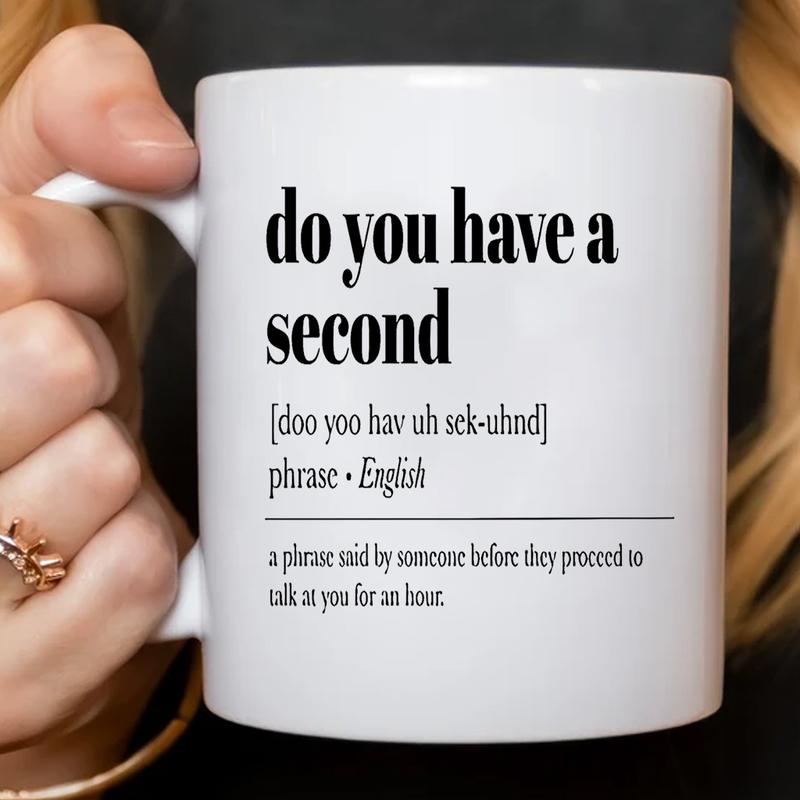 do you have a
second
[doo yoo hav uh sek-uhnd]
phrase • English
a phrase said by someone before they proceed to
talk at you for an hour.